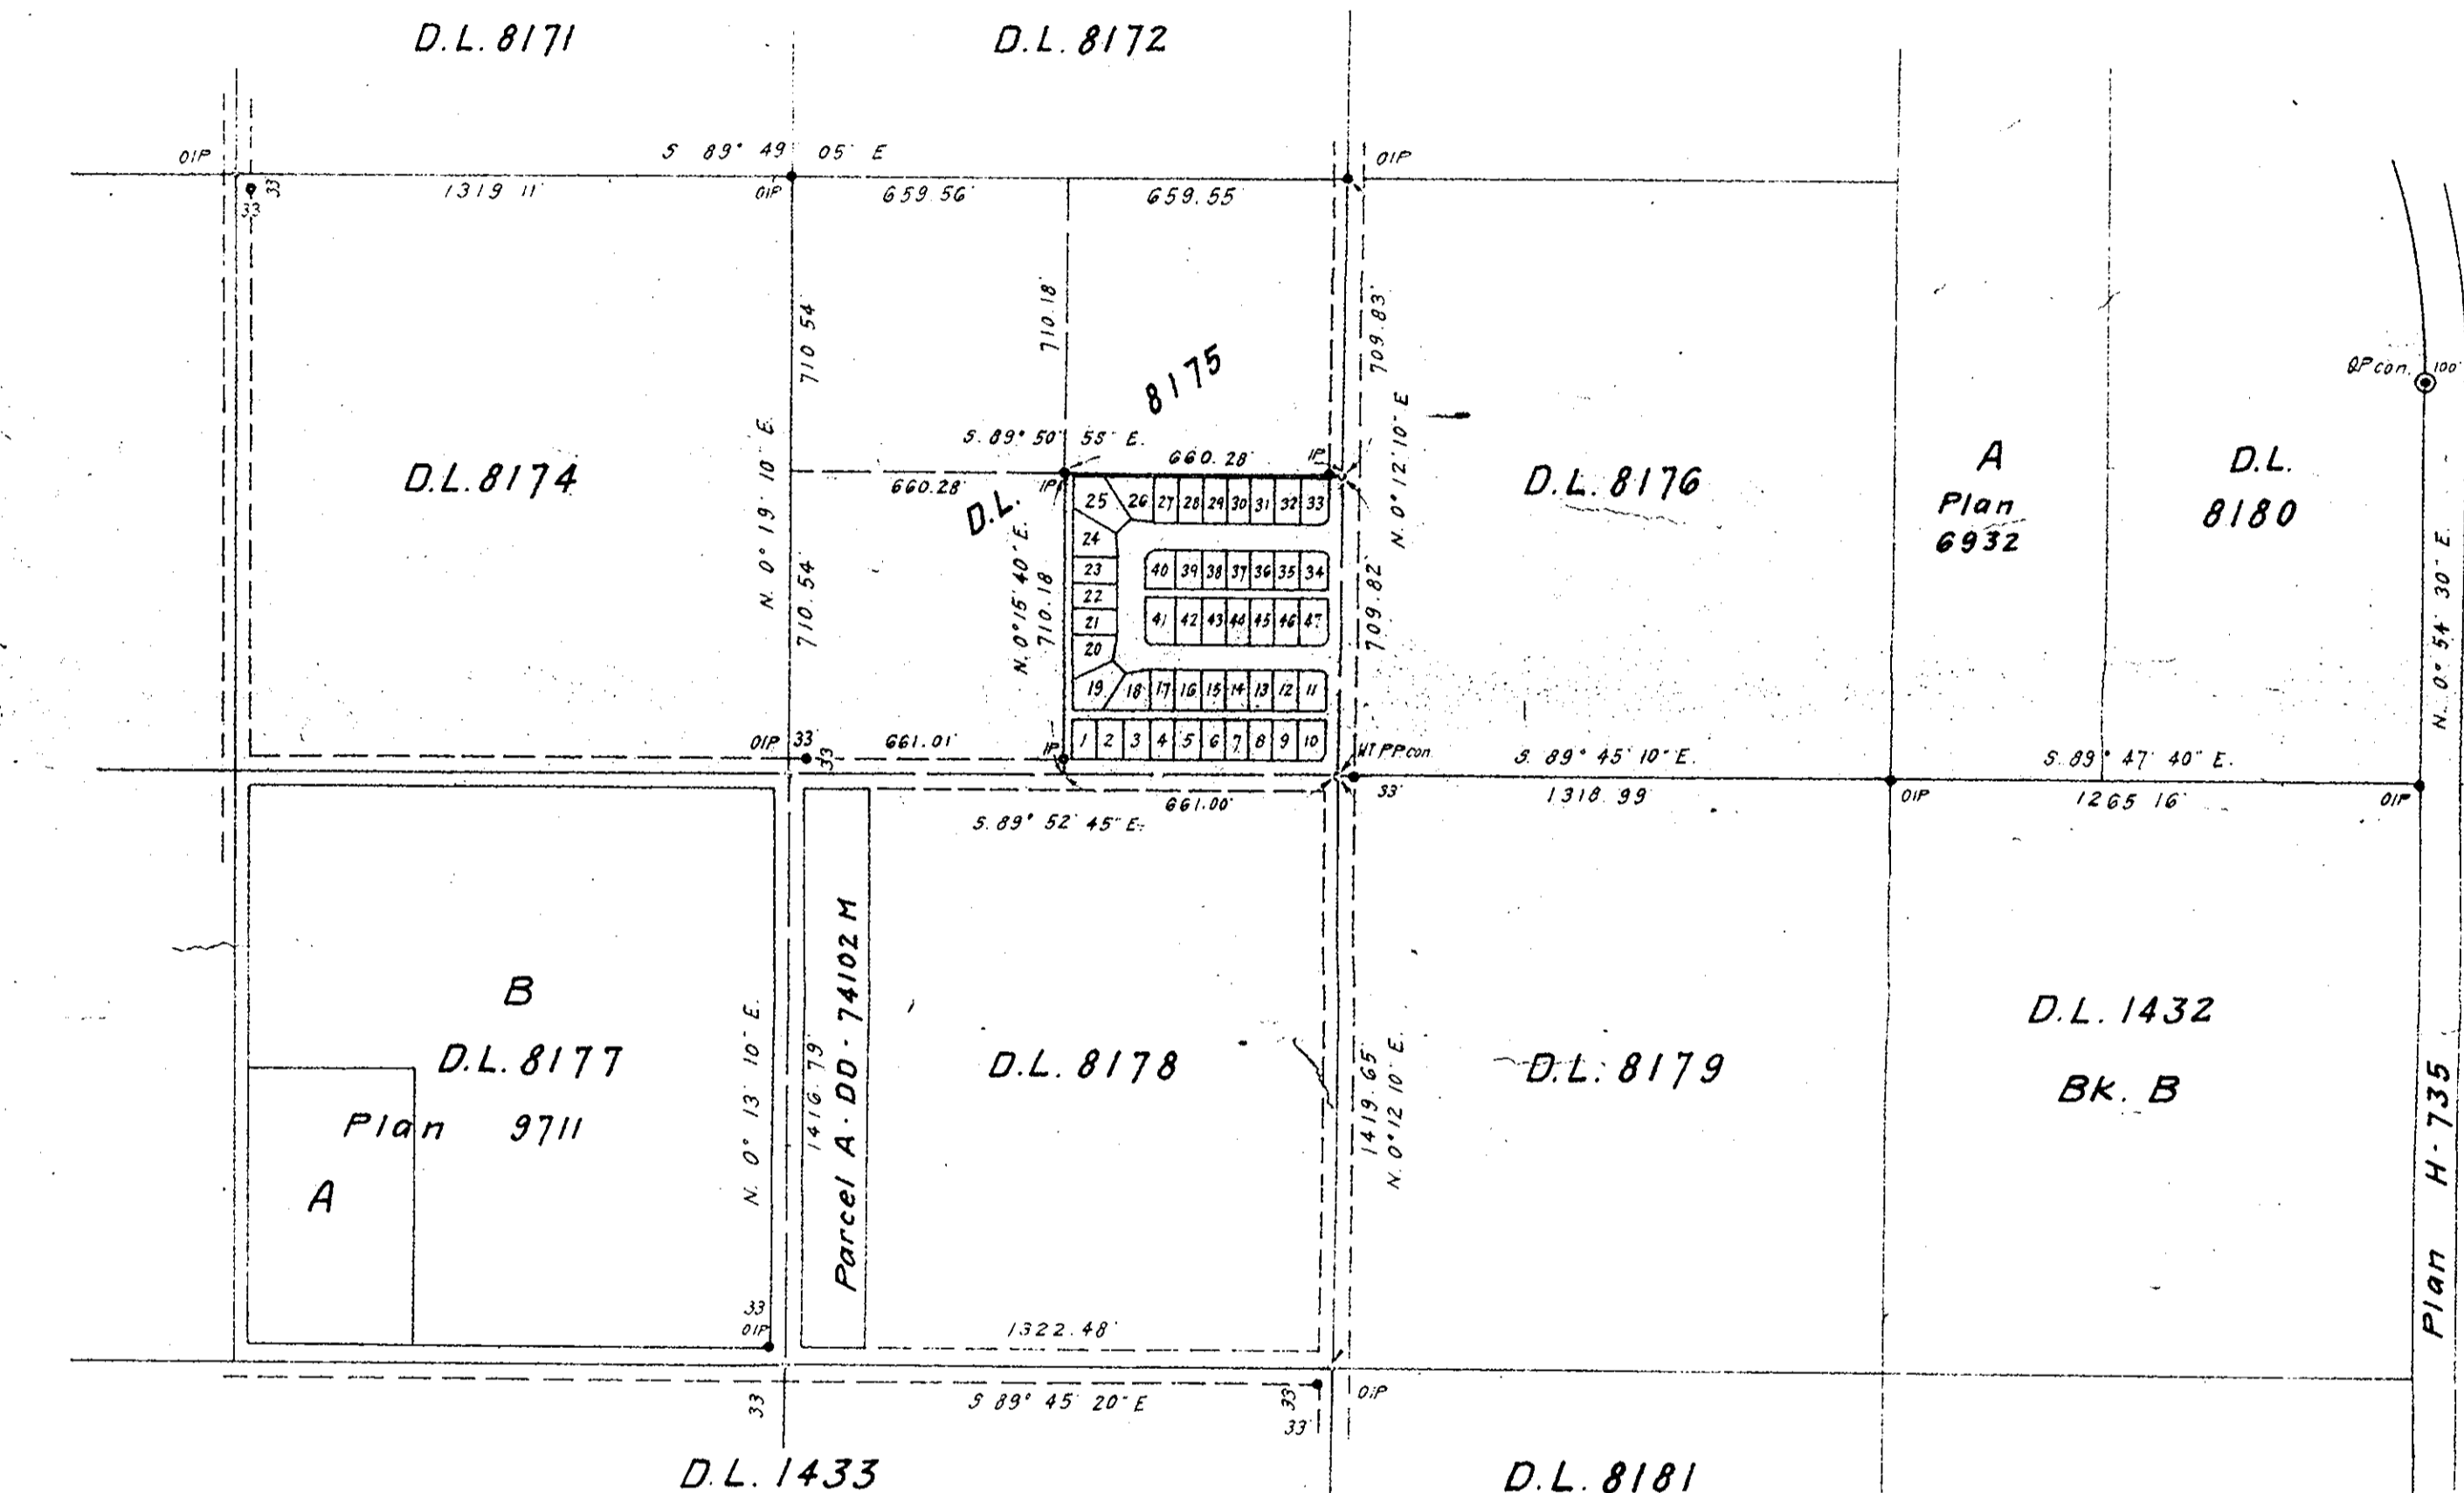 D.L. 8171
D.L. 8172
OIP
S 89° 49' 05" E
OIP
33
33
1319 11'
OIP
659.56'
659.55'
710 54'
710.18'
709.83'
N. 0° 12' 10" E
8175
QP con.
100'
S. 89° 50' 55" E.
660.28'
IP
D.L. 8174
N. 0° 19' 10" E.
660.28'
IP
D.L.
D.L. 8176
A
Plan
6932
D.L.
8180
25 26 27 28 29 30 31 32 33
24
23
22
21
20
40 39 38 37 36 35 34
41 42 43 44 45 46 47
19 18 17 16 15 14 13 12 11
1 2 3 4 5 6 7 8 9 10
710.54'
N. 0° 15' 40" E.
710.18
709.82'
N. 0° 54' 30" E.
OIP
33'
33
661.01'
IP
WT PP con.
S. 89° 45' 10" E.
S. 89° 47' 40" E.
661.00'
33'
1318.99'
OIP
1265 16'
OIP
S. 89° 52' 45" E.
B
D.L. 8177
Plan 9711
A
N. 0° 13' 10" E.
1416.79'
Parcel A. DD - 74102 M
D.L. 8178
1419.65'
N. 0° 12' 10" E.
D.L. 8179
D.L. 1432
BK. B
Plan H-735
33
OIP
1322.48'
33
S 89° 45' 20" E
33
33'
OIP
D.L. 1433
D.L. 8181